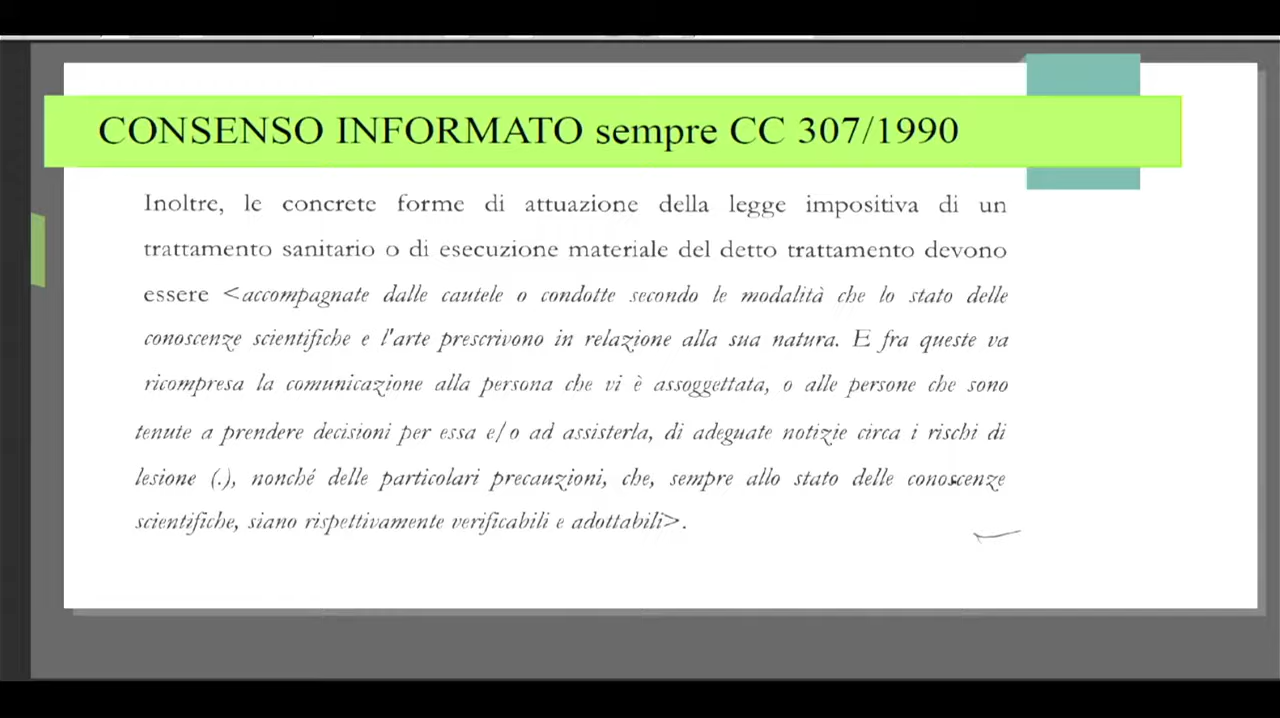 CONSENSO INFORMATO sempre CC 307/1990
Inoltre, le concrete forme di attuazione della legge impositiva di un
trattamento sanitario o di esecuzione materiale del detto trattamento devono
essere <accompagnate dalle cautele o condotte secondo le modalità che lo stato delle
conoscenze scientifiche e l'arte prescrivono in relazione alla sua natura. E fra queste va
ricompresa la comunicazione alla persona che vi è assoggettata, o alle persone che sono
tenute a prendere decisioni per essa e/o ad assisterla, di adeguate notizie circa i rischi di
lesione (.), nonché delle particolari precauzioni, che, sempre allo stato delle conoscenze
scientifiche, siano rispettivamente verificabili e adottabili>.